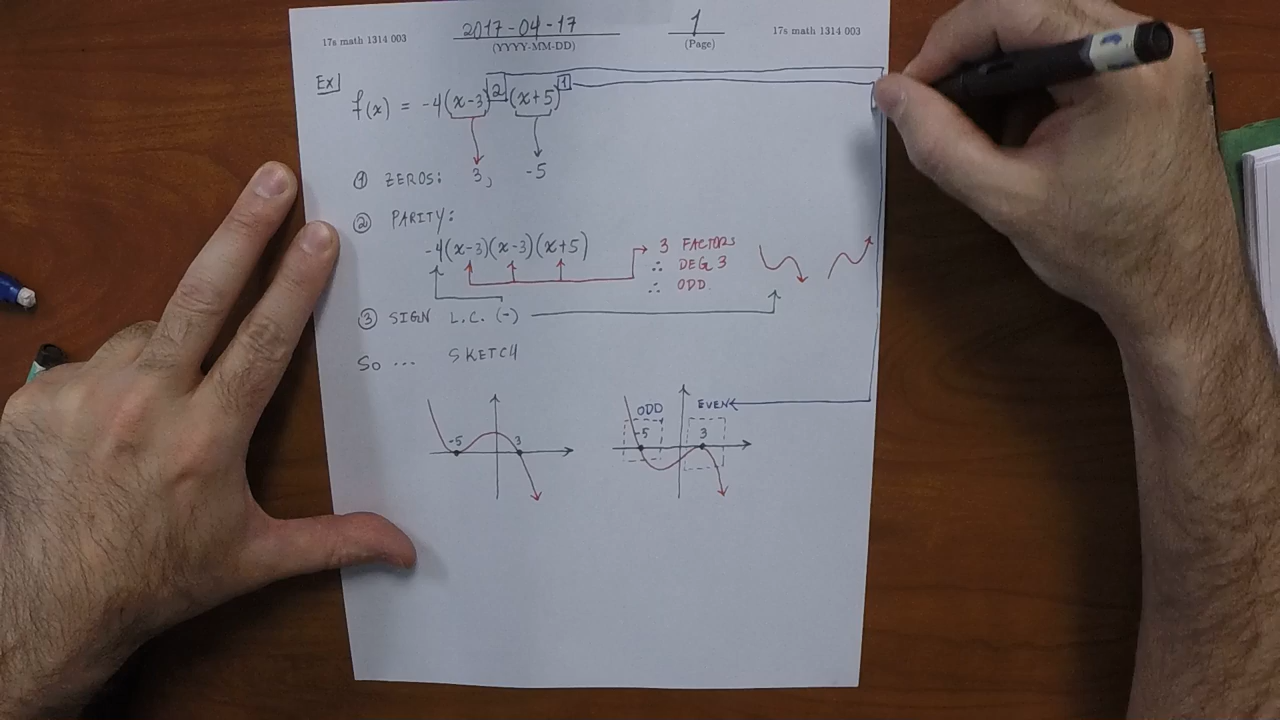 17s math 1314 003 2017-04-17 1 17s math 1314 003
(YYYY-MM-DD) (Page)
Ex
f(x) = -4(x-3)² (x+5)¹
① ZEROS: 3, -5
② PARITY:
-4(x-3)(x-3)(x+5) 3 FACTORS
∴ DEG 3
∴ ODD.
③ SIGN L.C. (-)
So ... SKETCH
ODD EVEN
-5 3 -5 3